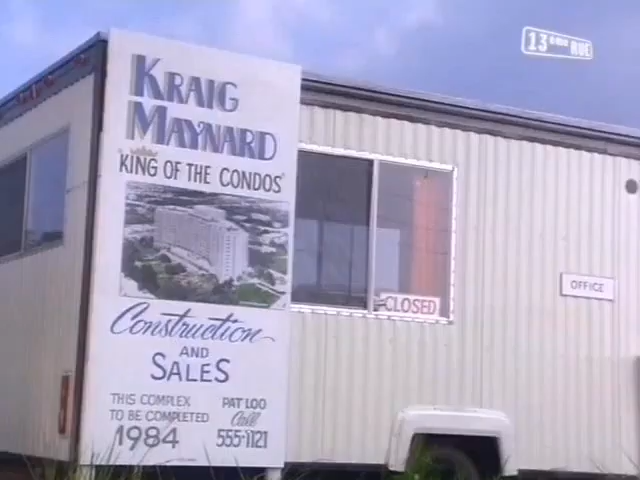 13ÈME RUE
KRAIG
MAYNARD
KING OF THE CONDOS
Construction
AND
SALES
THIS COMPLEX
TO BE COMPLETED
1984
PAT LOO
Call
555-1121
CLOSED
OFFICE